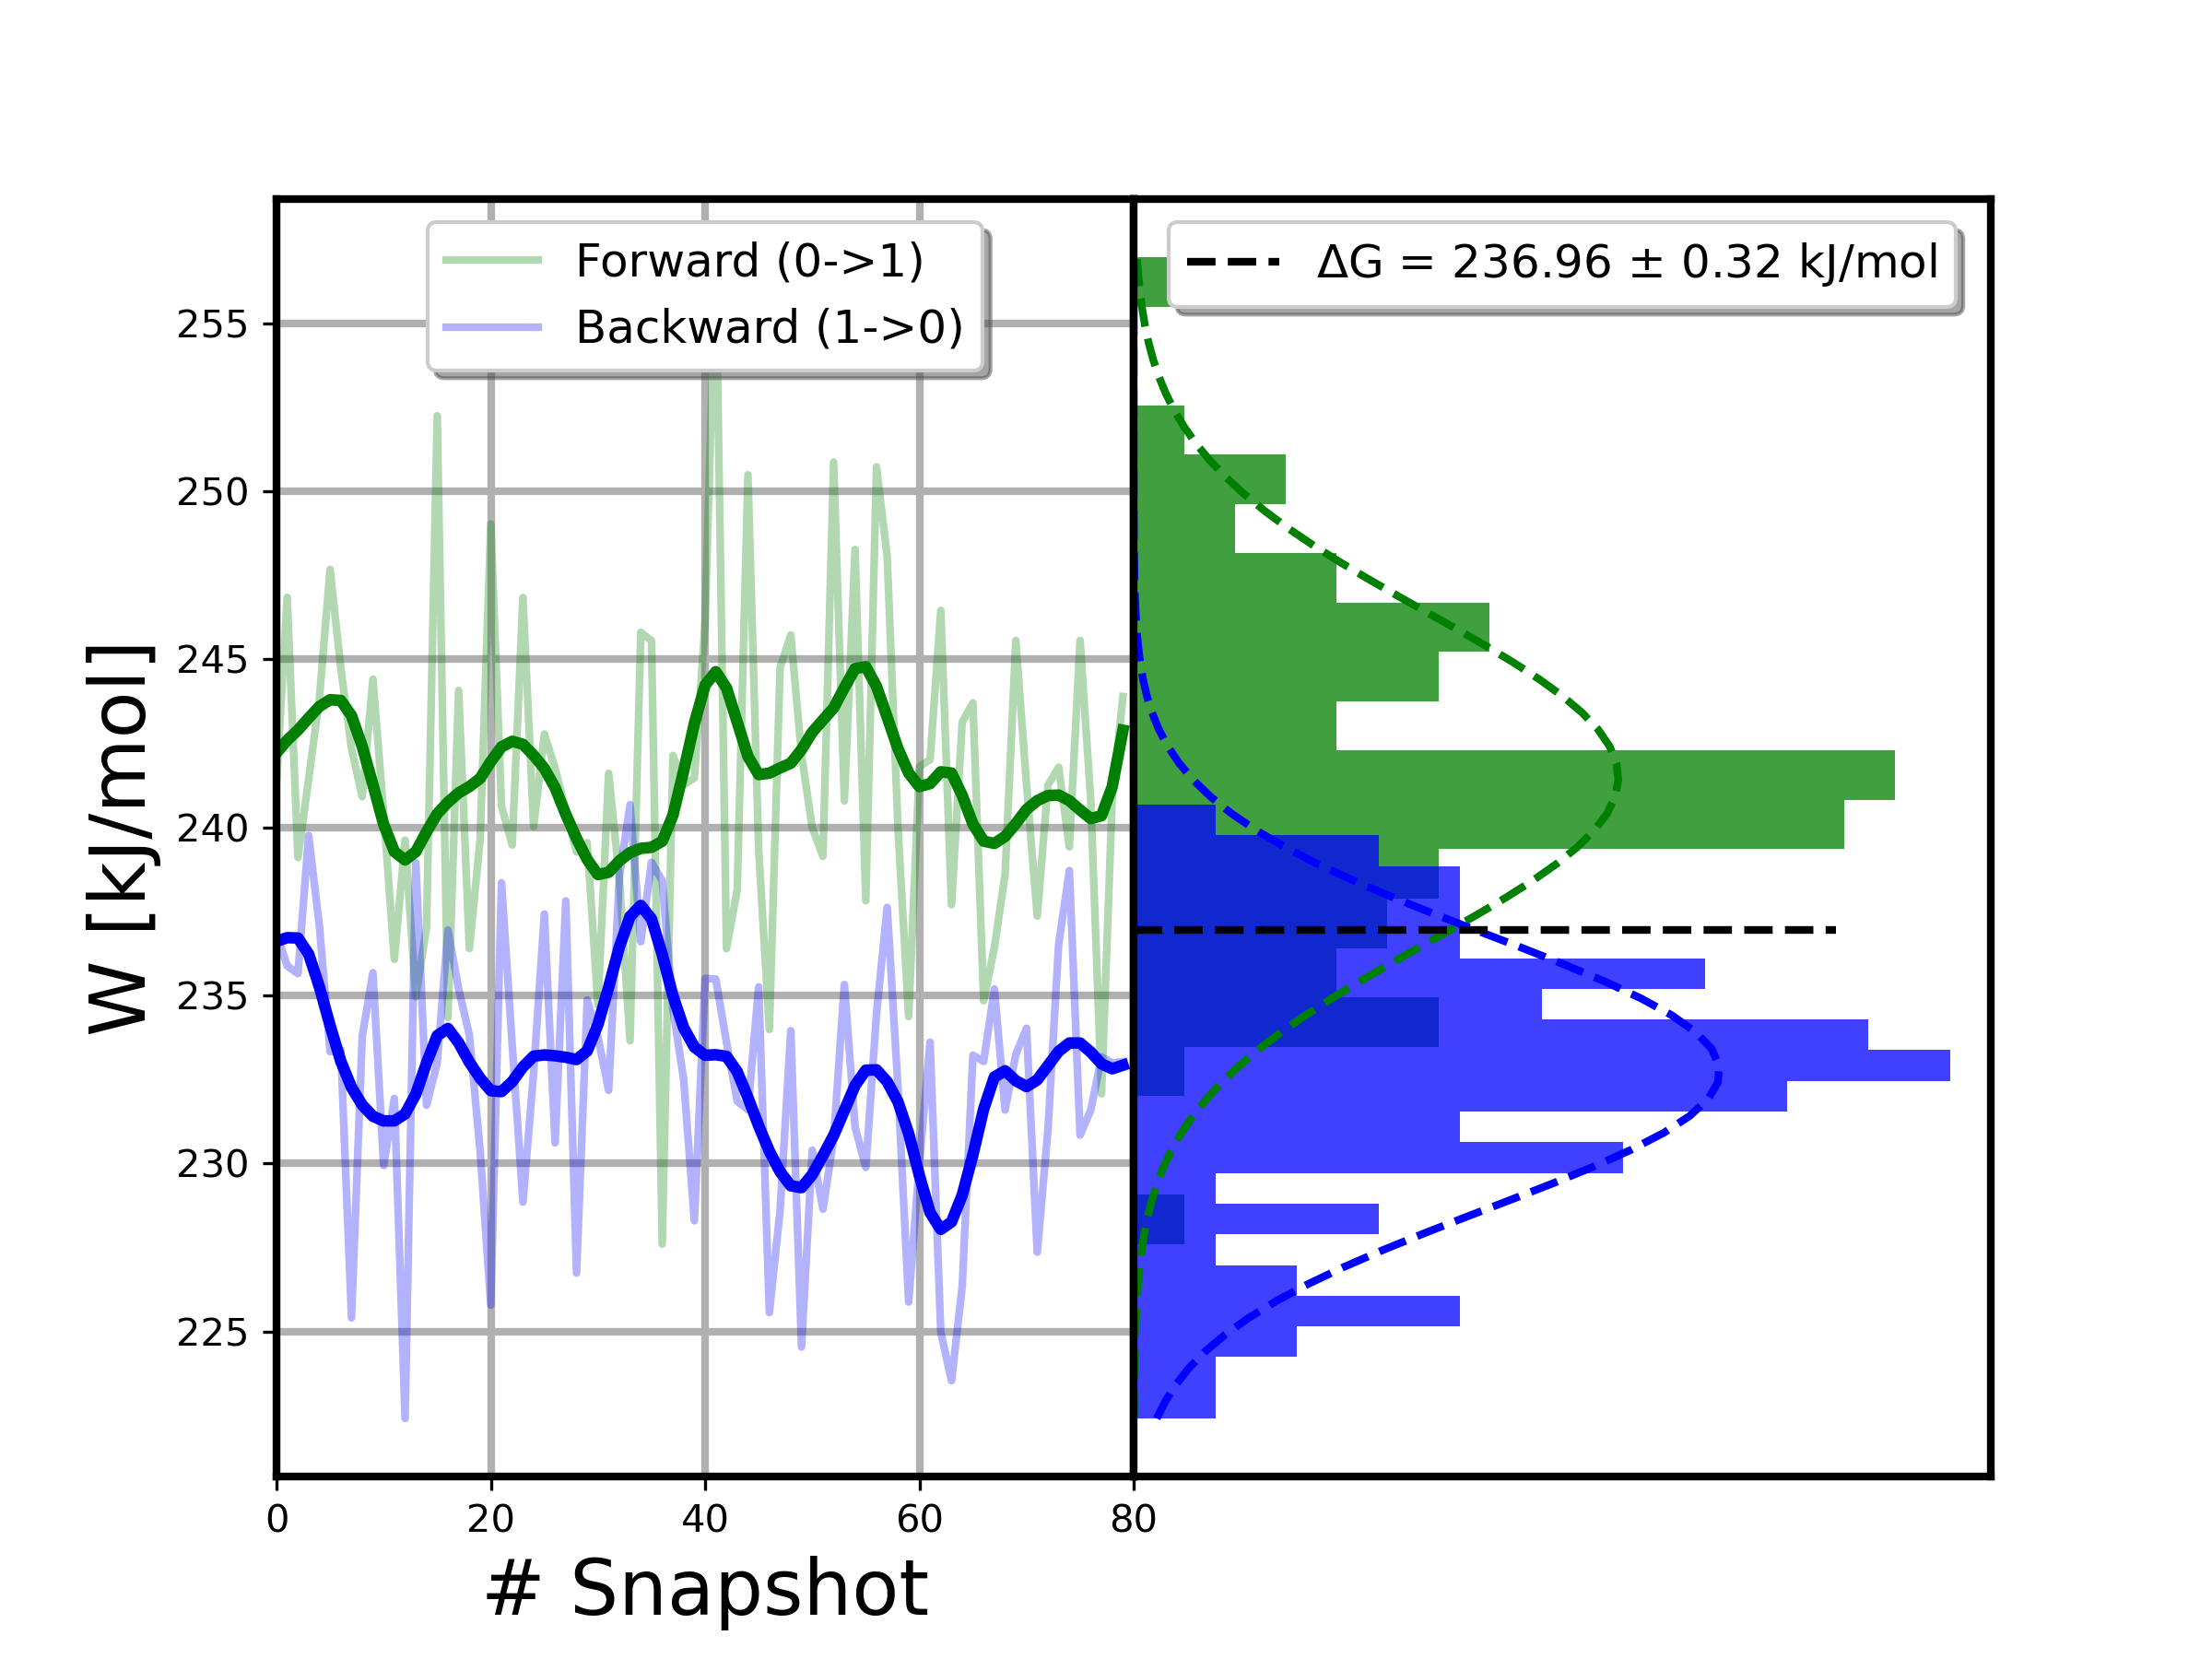 Forward (0->1)
Backward (1->0)
ΔG = 236.96 ± 0.32 kJ/mol
W [kJ/mol]
255
250
245
240
235
230
225
0 20 40 60 80
# Snapshot